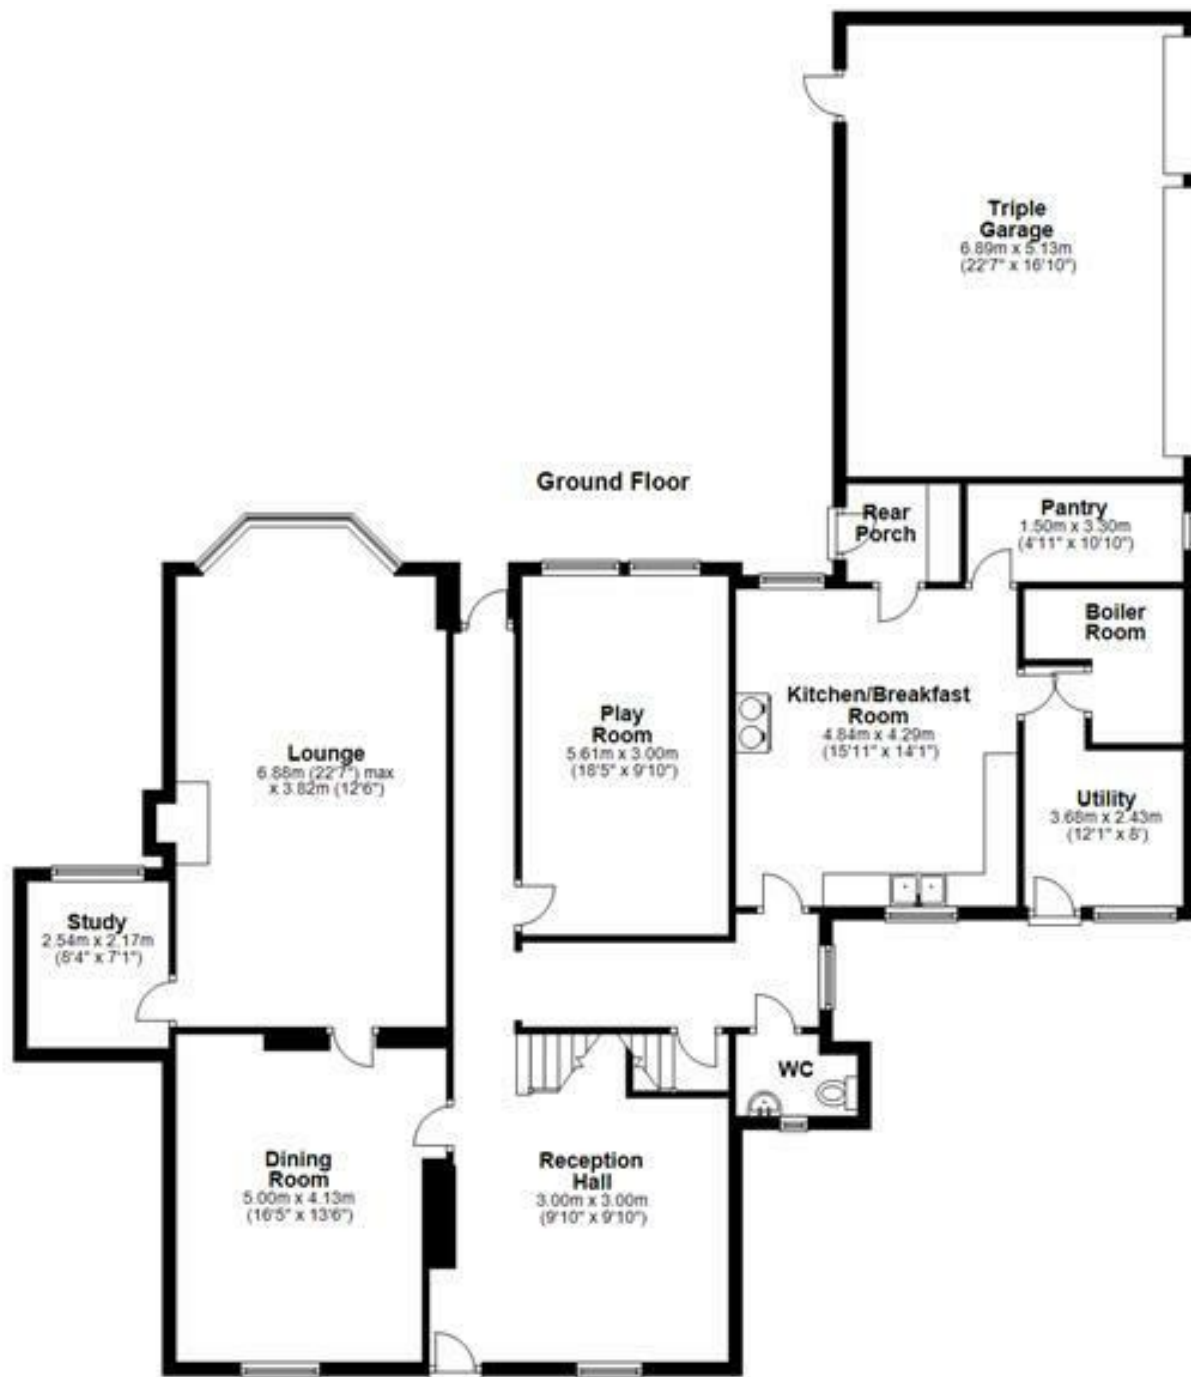 Triple
Garage
6.89m x 5.13m
(22'7" x 16'10")
Ground Floor
Rear
Porch
Pantry
1.50m x 3.30m
(4'11" x 10'10")
Boiler
Room
Kitchen/Breakfast
Room
4.84m x 4.29m
(15'11" x 14'1")
Play
Room
5.61m x 3.00m
(18'5" x 9'10")
Lounge
6.88m (22'7") max
x 3.82m (12'6")
Utility
3.68m x 2.43m
(12'1" x 8')
Study
2.54m x 2.17m
(8'4" x 7'1")
WC
Dining
Room
5.00m x 4.13m
(16'5" x 13'6")
Reception
Hall
3.00m x 3.00m
(9'10" x 9'10")